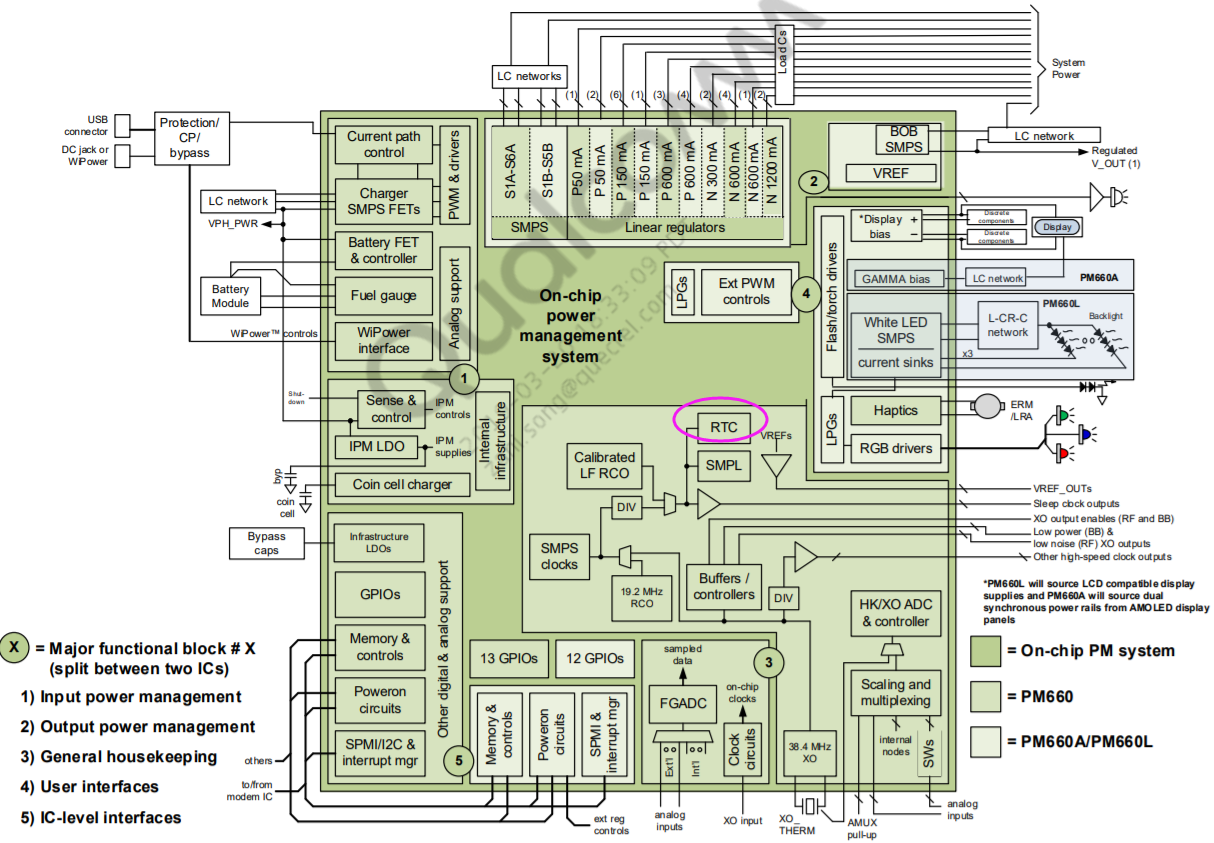 LC networks
Load Cs
System
Power
(1)
(2)
(6)
(1)
(3)
(4)
(2)
(4)
(1)
(2)
USB
connector
DC jack or
WiPower
Protection/
CP/
bypass
Current path
control
Charger
SMPS FETs
PWM & drivers
LC network
VPH_PWR
Battery FET
& controller
Fuel gauge
WiPower
interface
Analog support
Battery
Module
WiPower™ controls
1
S1A-S6A
S1B-S5B
P50 mA
P 50 mA
P 150 mA
P 150 mA
P 600 mA
P 600 mA
N 300 mA
N 600 mA
N 600 mA
N 1200 mA
SMPS
Linear regulators
BOB
SMPS
VREF
2
LC network
Regulated
V_OUT (1)
*Display
bias
+
–
Discrete
components
Discrete
components
Display
Flash/torch drivers
GAMMA bias
LC network
PM660A
PM660L
White LED
SMPS
current sinks
L-CR-C
network
Backlight
x3
LPGs
Ext PWM
controls
4
On-chip
power
management
system
LPGs
Haptics
RGB drivers
ERM
/LRA
Shut-
down
Sense &
control
IPM
controls
IPM LDO
IPM
supplies
Coin cell charger
Internal
infrastructure
byp
coin
cell
RTC
SMPL
Calibrated
LF RCO
DIV
VREFs
SMPS
clocks
19.2 MHz
RCO
Buffers /
controllers
DIV
VREF_OUTs
Sleep clock outputs
XO output enables (RF and BB)
Low power (BB) &
low noise (RF) XO outputs
Other high-speed clock outputs
Bypass
caps
Infrastructure
LDOs
GPIOs
Memory &
controls
Poweron
circuits
SPMI/I2C &
interrupt mgr
Other digital & analog support
5
others
to/from
modem IC
13 GPIOs
12 GPIOs
Memory &
controls
Poweron
circuits
SPMI &
interrupt mgr
ext reg
controls
sampled
data
FGADC
Ext'l
Int'l
analog
inputs
on-chip
clocks
Clock
circuits
XO input
3
38.4 MHz
XO
XO_
THERM
HK/XO ADC
& controller
Scaling and
multiplexing
internal
nodes
SWs
AMUX
pull-up
analog
inputs
*PM660L will source LCD compatible display
supplies and PM660A will source dual
synchronous power rails from AMOLED display
panels
= On-chip PM system
= PM660
= PM660A/PM660L
X
= Major functional block # X
(split between two ICs)
1) Input power management
2) Output power management
3) General housekeeping
4) User interfaces
5) IC-level interfaces
Qualcomm